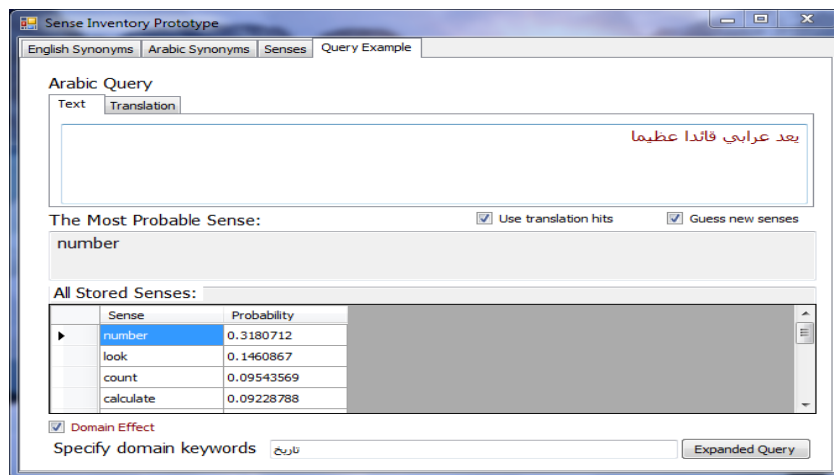 Sense Inventory Prototype
English Synonyms Arabic Synonyms Senses Query Example
Arabic Query
Text Translation
يعد عرابي قائدا عظيما
The Most Probable Sense: Use translation hits Guess new senses
number
All Stored Senses:
Sense Probability
number 0.3180712
look 0.1460867
count 0.09543569
calculate 0.09228788
Domain Effect
Specify domain keywords تاريخ Expanded Query